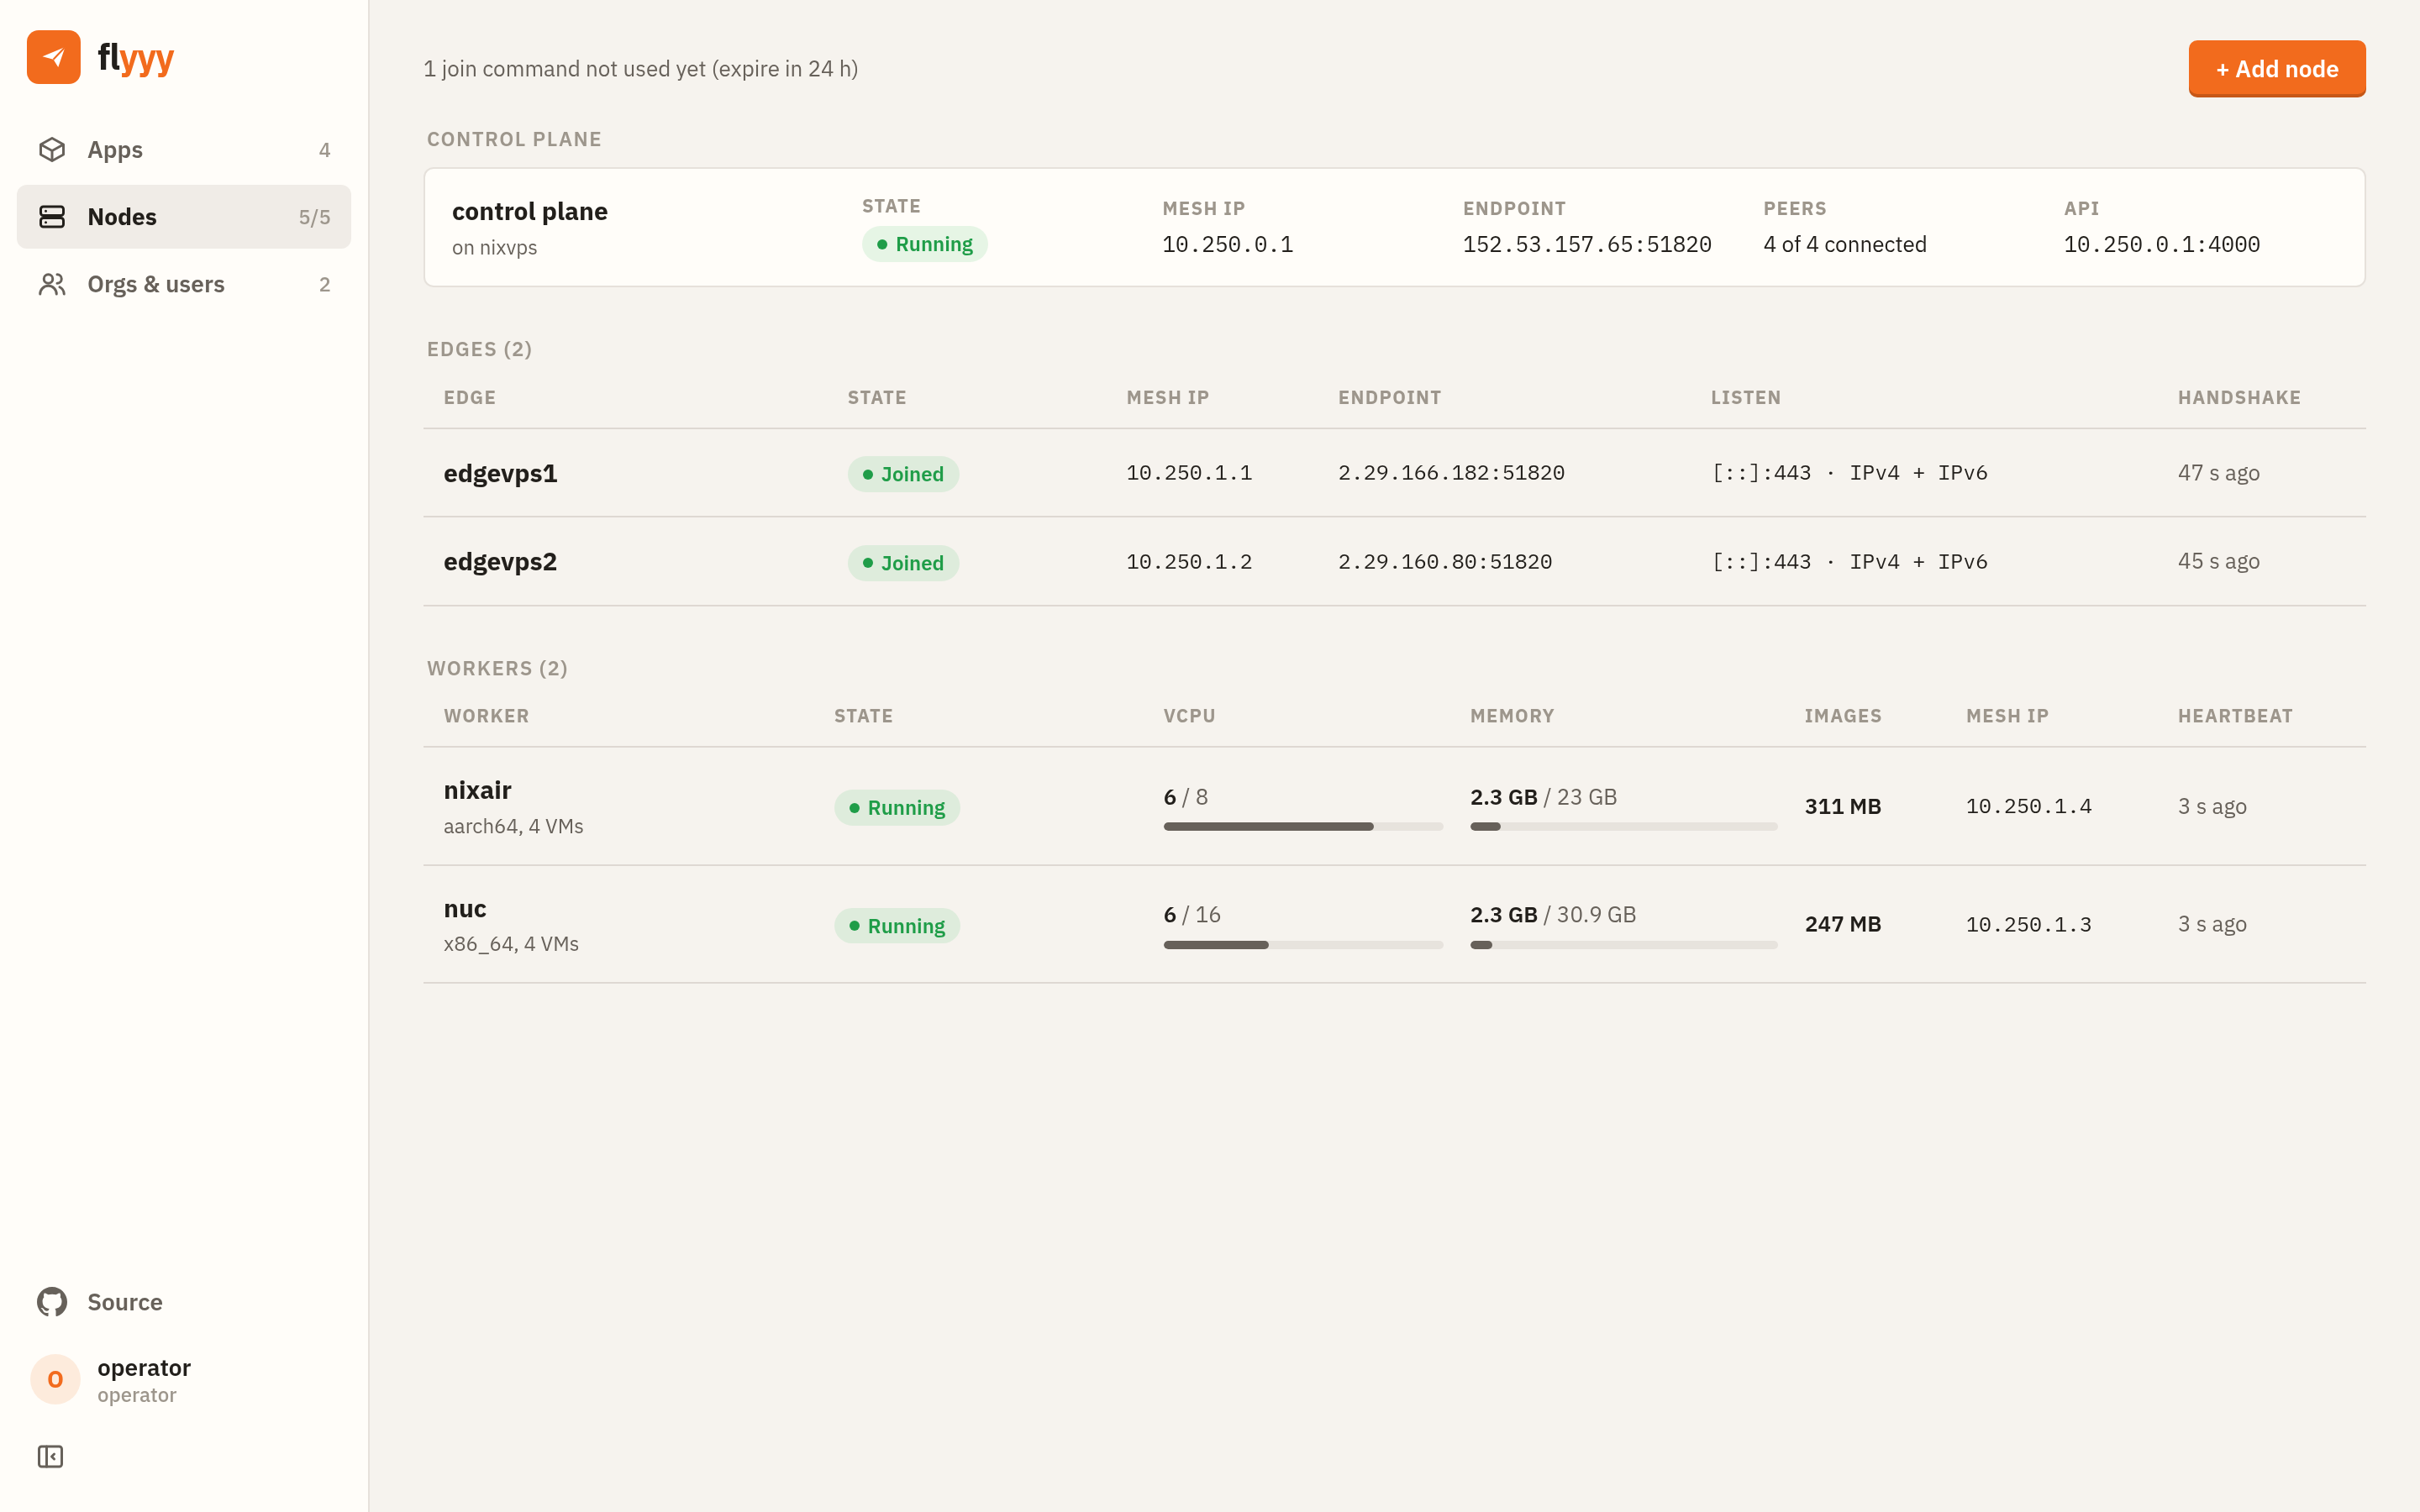 flyyy
Apps 4
Nodes 5/5
Orgs & users 2
Source
O
operator
operator
1 join command not used yet (expire in 24 h)
+ Add node
CONTROL PLANE
control plane
on nixvps
STATE
Running
MESH IP
10.250.0.1
ENDPOINT
152.53.157.65:51820
PEERS
4 of 4 connected
API
10.250.0.1:4000
EDGES (2)
EDGE STATE MESH IP ENDPOINT LISTEN HANDSHAKE
edgevps1 Joined 10.250.1.1 2.29.166.182:51820 [::]:443 · IPv4 + IPv6 47 s ago
edgevps2 Joined 10.250.1.2 2.29.160.80:51820 [::]:443 · IPv4 + IPv6 45 s ago
WORKERS (2)
WORKER STATE VCPU MEMORY IMAGES MESH IP HEARTBEAT
nixair
aarch64, 4 VMs
Running 6 / 8 2.3 GB / 23 GB 311 MB 10.250.1.4 3 s ago
nuc
x86_64, 4 VMs
Running 6 / 16 2.3 GB / 30.9 GB 247 MB 10.250.1.3 3 s ago